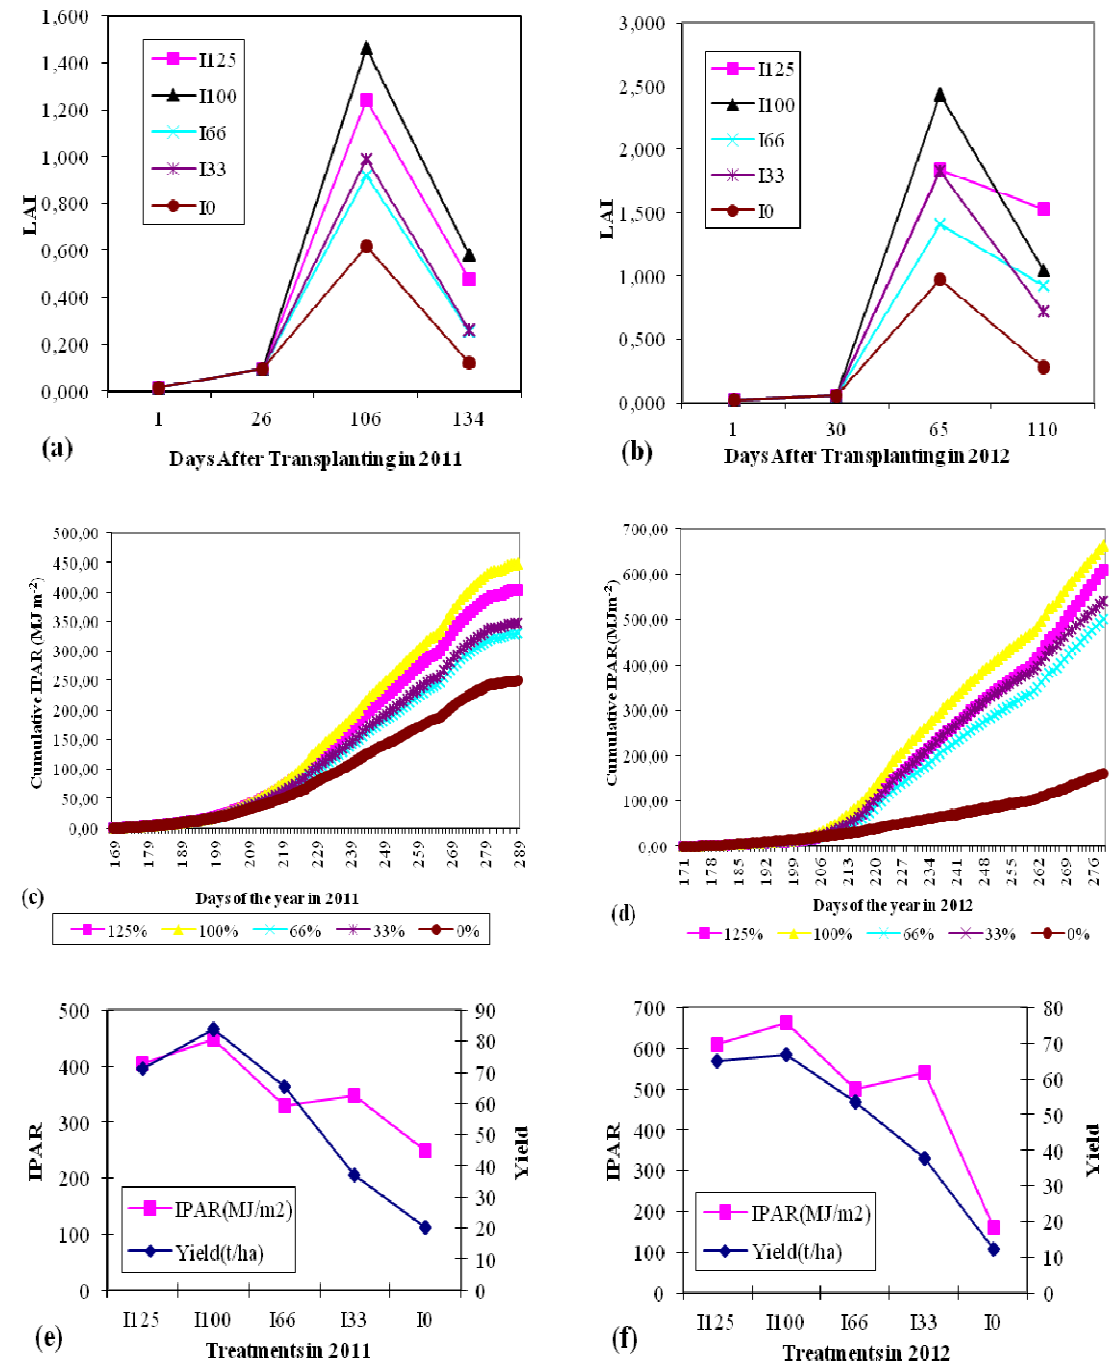 1,600
1,400
1,200
1,000
0,800
0,600
0,400
0,200
0,000
LAI
I125
I100
I66
I33
I0
1 26 106 134
(a)
Days After Transplanting in 2011
3,000
2,500
2,000
1,500
1,000
0,500
0,000
LAI
I125
I100
I66
I33
I0
1 30 65 110
(b)
Days After Transplanting in 2012
500,00
450,00
400,00
350,00
300,00
250,00
200,00
150,00
100,00
50,00
0,00
Cumulative IPAR (MJ m-2)
169 179 189 199 209 219 229 239 249 259 269 279 289
(c)
Days of the year in 2011
125% 100% 66% 33% 0%
700,00
600,00
500,00
400,00
300,00
200,00
100,00
0,00
Cumulative IPAR(MJm-2)
171 178 185 192 199 206 213 220 227 234 241 248 255 262 269 276
(d)
Days of the year in 2012
125% 100% 66% 33% 0%
500
400
300
200
100
0
IPAR
90
80
70
60
50
40
30
20
10
0
Yield
IPAR(MJ/m2)
Yield(t/ha)
I125 I100 I66 I33 I0
(e)
Treatments in 2011
700
600
500
400
300
200
100
0
IPAR
80
70
60
50
40
30
20
10
0
Yield
IPAR(MJ/m2)
Yield(t/ha)
I125 I100 I66 I33 I0
(f)
Treatments in 2012